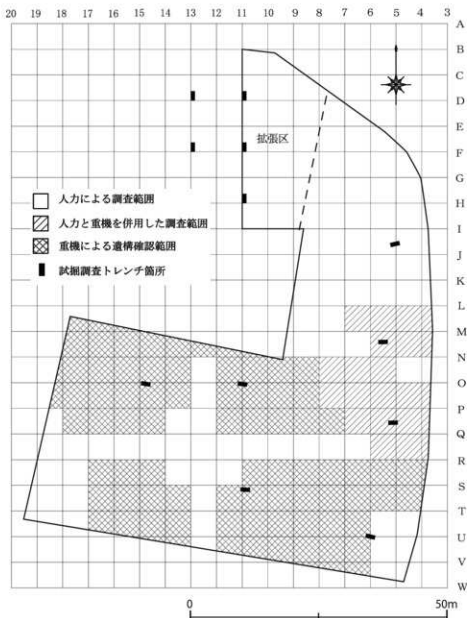 20 19 18 17 16 15 14 13 12 11 10 9 8 7 6 5 4 3
A
B
C
D
E
拡張区
F
G
人力による調査範囲
H
人力と重機を併用した調査範囲
I
重機による遺構確認範囲
J
試掘調査トレンチ箇所
K
L
M
N
O
P
Q
R
S
T
U
V
W
0 50m